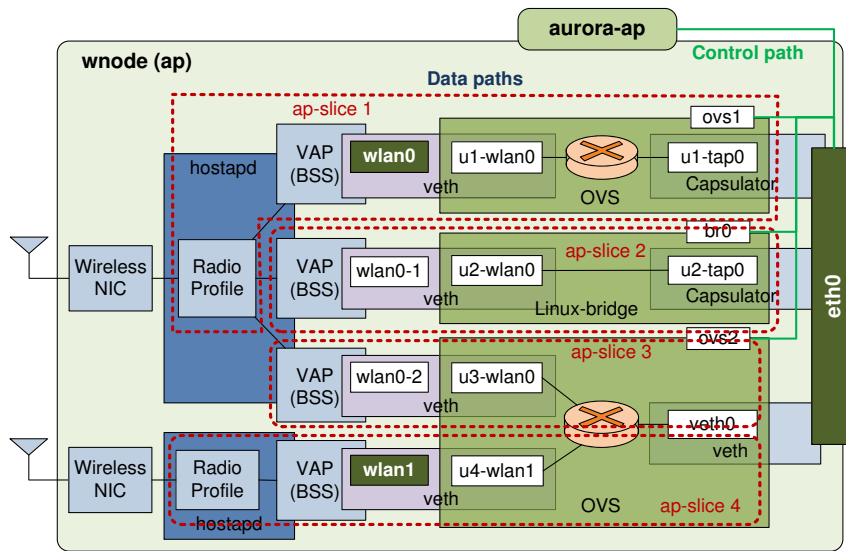 aurora-ap
Control path
wnode (ap)
Data paths
ap-slice 1
ovs1
hostapd
VAP
(BSS)
wlan0
veth
u1-wlan0
OVS
u1-tap0
Capsulator
br0
ap-slice 2
Wireless
NIC
Radio
Profile
VAP
(BSS)
wlan0-1
veth
u2-wlan0
Linux-bridge
u2-tap0
Capsulator
eth0
ovs2
ap-slice 3
VAP
(BSS)
wlan0-2
veth
u3-wlan0
veth0
veth
Wireless
NIC
Radio
Profile
hostapd
VAP
(BSS)
wlan1
veth
u4-wlan1
OVS
ap-slice 4